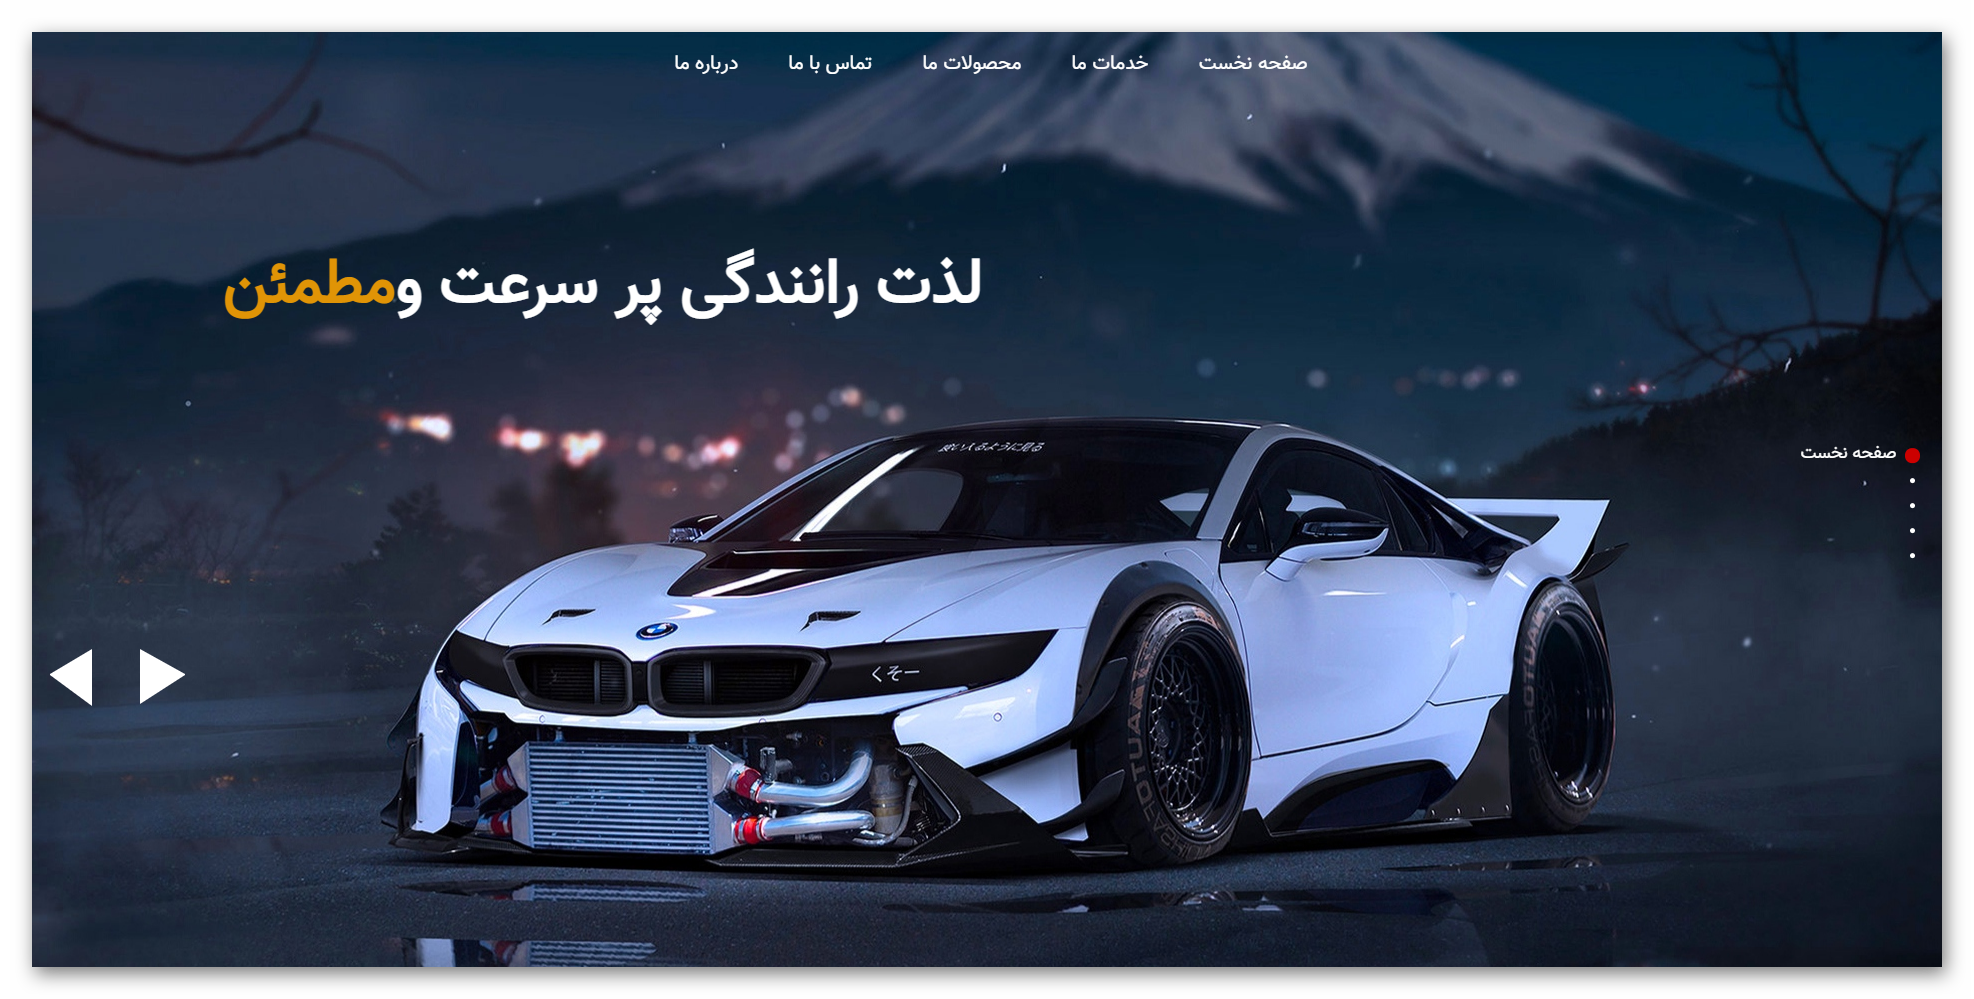 صفحه نخست خدمات ما محصولات ما تماس با ما درباره ما
لذت رانندگی پر سرعت ومطمئن
صفحه نخست
くそー